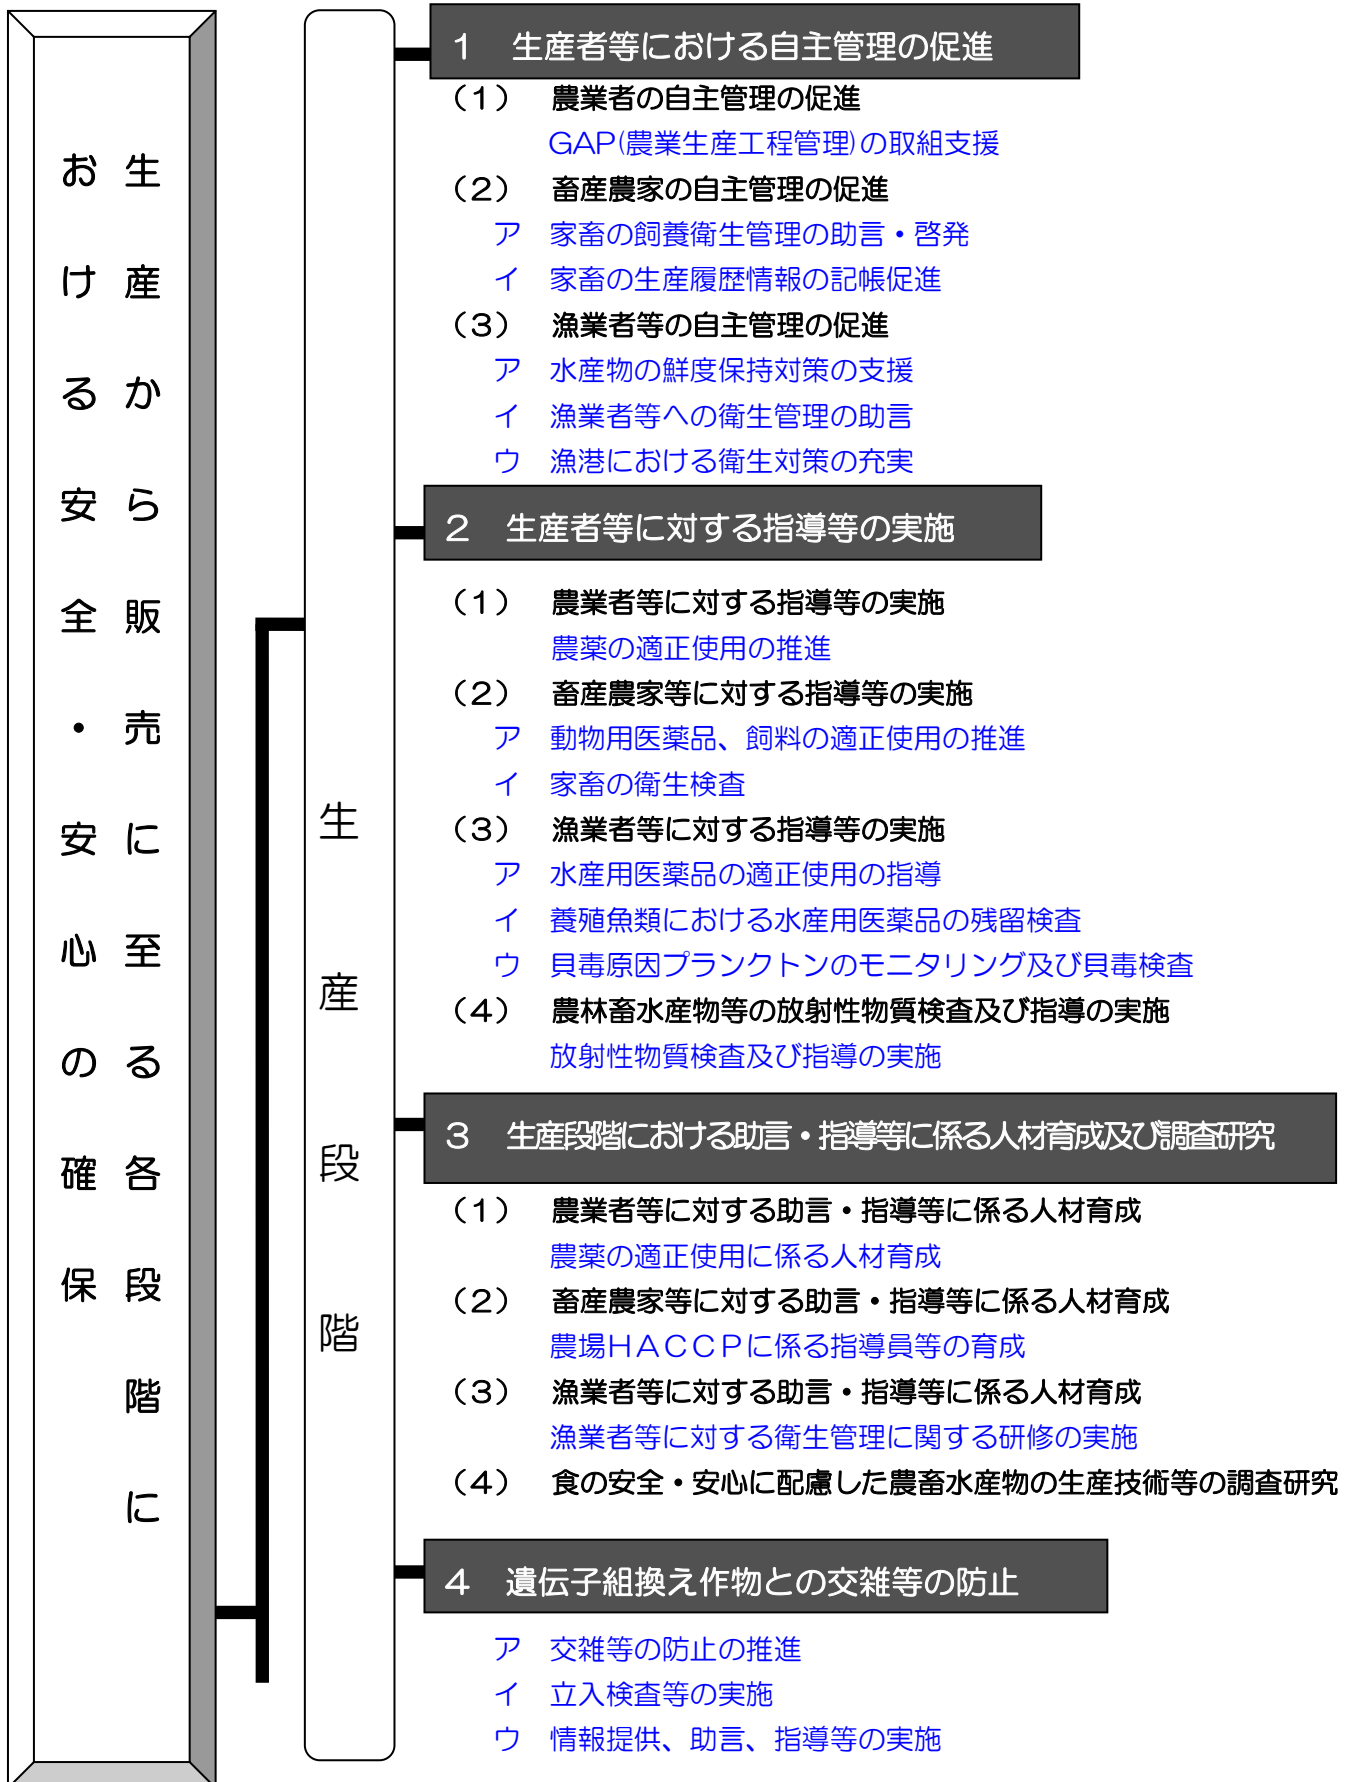 生産から販売に至る各段階に
おける安全・安心の確保
生産段階
１　生産者等における自主管理の促進
（１）　農業者の自主管理の促進
GAP(農業生産工程管理)の取組支援
（２）　畜産農家の自主管理の促進
ア　家畜の飼養衛生管理の助言・啓発
イ　家畜の生産履歴情報の記帳促進
（３）　漁業者等の自主管理の促進
ア　水産物の鮮度保持対策の支援
イ　漁業者等への衛生管理の助言
ウ　漁港における衛生対策の充実
２　生産者等に対する指導等の実施
（１）　農業者等に対する指導等の実施
農薬の適正使用の推進
（２）　畜産農家等に対する指導等の実施
ア　動物用医薬品、飼料の適正使用の推進
イ　家畜の衛生検査
（３）　漁業者等に対する指導等の実施
ア　水産用医薬品の適正使用の指導
イ　養殖魚類における水産用医薬品の残留検査
ウ　貝毒原因プランクトンのモニタリング及び貝毒検査
（４）　農林畜水産物等の放射性物質検査及び指導の実施
放射性物質検査及び指導の実施
３　生産段階における助言・指導等に係る人材育成及び調査研究
（１）　農業者等に対する助言・指導等に係る人材育成
農薬の適正使用に係る人材育成
（２）　畜産農家等に対する助言・指導等に係る人材育成
農場ＨＡＣＣＰに係る指導員等の育成
（３）　漁業者等に対する助言・指導等に係る人材育成
漁業者等に対する衛生管理に関する研修の実施
（４）　食の安全・安心に配慮した農畜水産物の生産技術等の調査研究
４　遺伝子組換え作物との交雑等の防止
ア　交雑等の防止の推進
イ　立入検査等の実施
ウ　情報提供、助言、指導等の実施